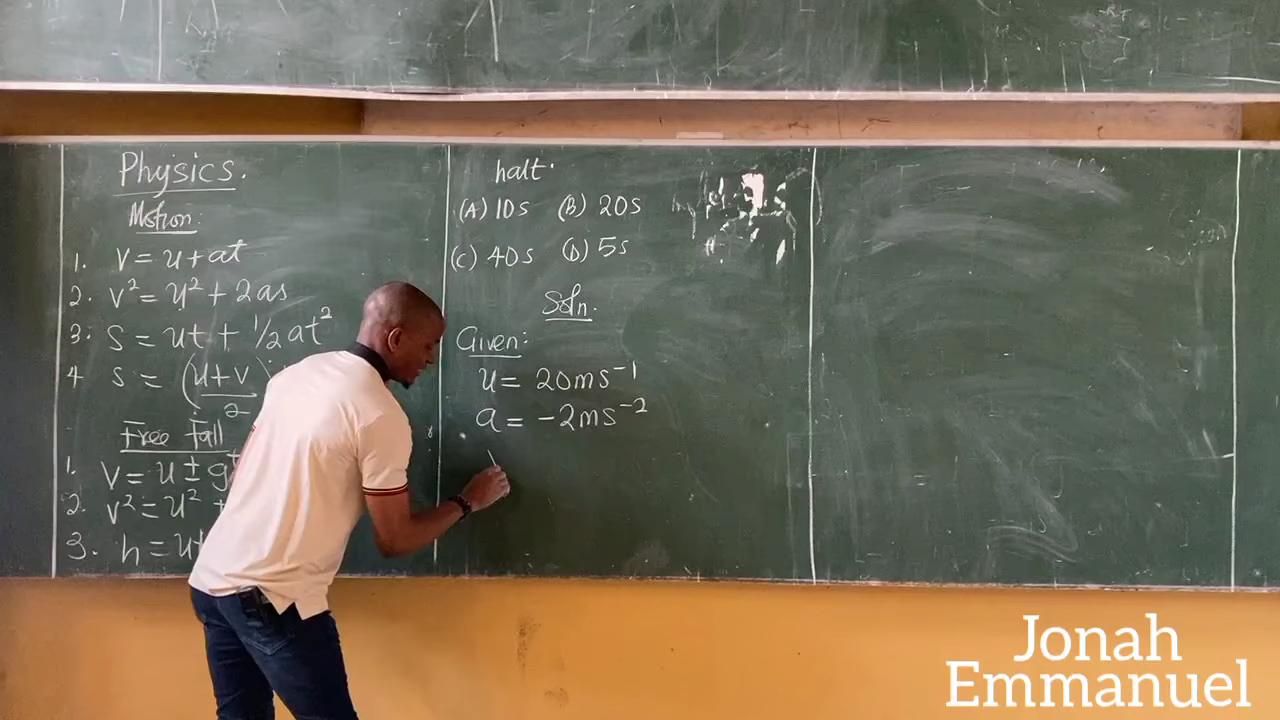 Physics.
Motion:
1. V = u + at
2. v² = u² + 2as
3. S = ut + ½at²
4 s = (u+v)
2
Free Fall
1. V = u ± g
2. v² = u²
3. h = ut
halt.
(A) 10s (B) 20s
(C) 40s (D) 5s
Soln.
Given:
u = 20ms⁻¹
a = -2ms⁻²
Jonah
Emmanuel